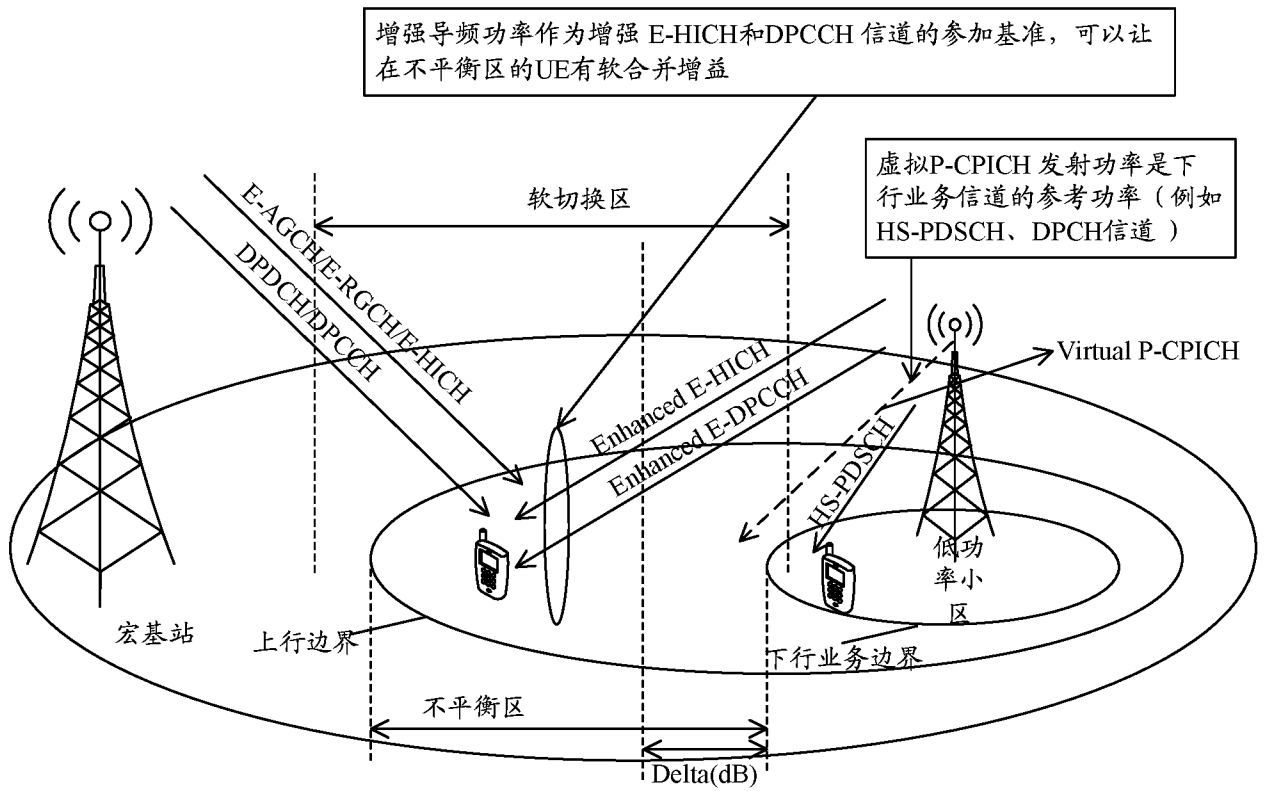 增强导频功率作为增强 E-HICH和DPCCH 信道的参加基准，可以让
在不平衡区的UE有软合并增益
虚拟P-CPICH 发射功率是下
行业务信道的参考功率（例如
HS-PDSCH、DPCH信道 ）
软切换区
E-AGCH/E-RGCH/E-HICH
DPDCH/DPCCH
Enhanced E-HICH
Enhanced E-DPCCH
Virtual P-CPICH
HS-PDSCH
低功
率小
区
宏基站
上行边界
下行业务边界
不平衡区
Delta(dB)